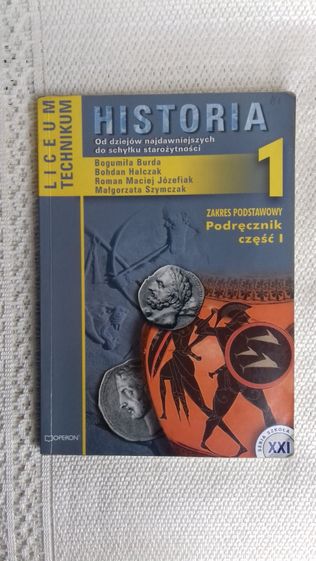 LICEUM
TECHNIKUM
HISTORIA
Od dziejów najdawniejszych
do schyłku starożytności
Bogumiła Burda
Bohdan Halczak
Roman Maciej Józefiak
Małgorzata Szymczak
1
ZAKRES PODSTAWOWY
Podręcznik
część I
OPERON
SERIA SZKOŁA
XXI